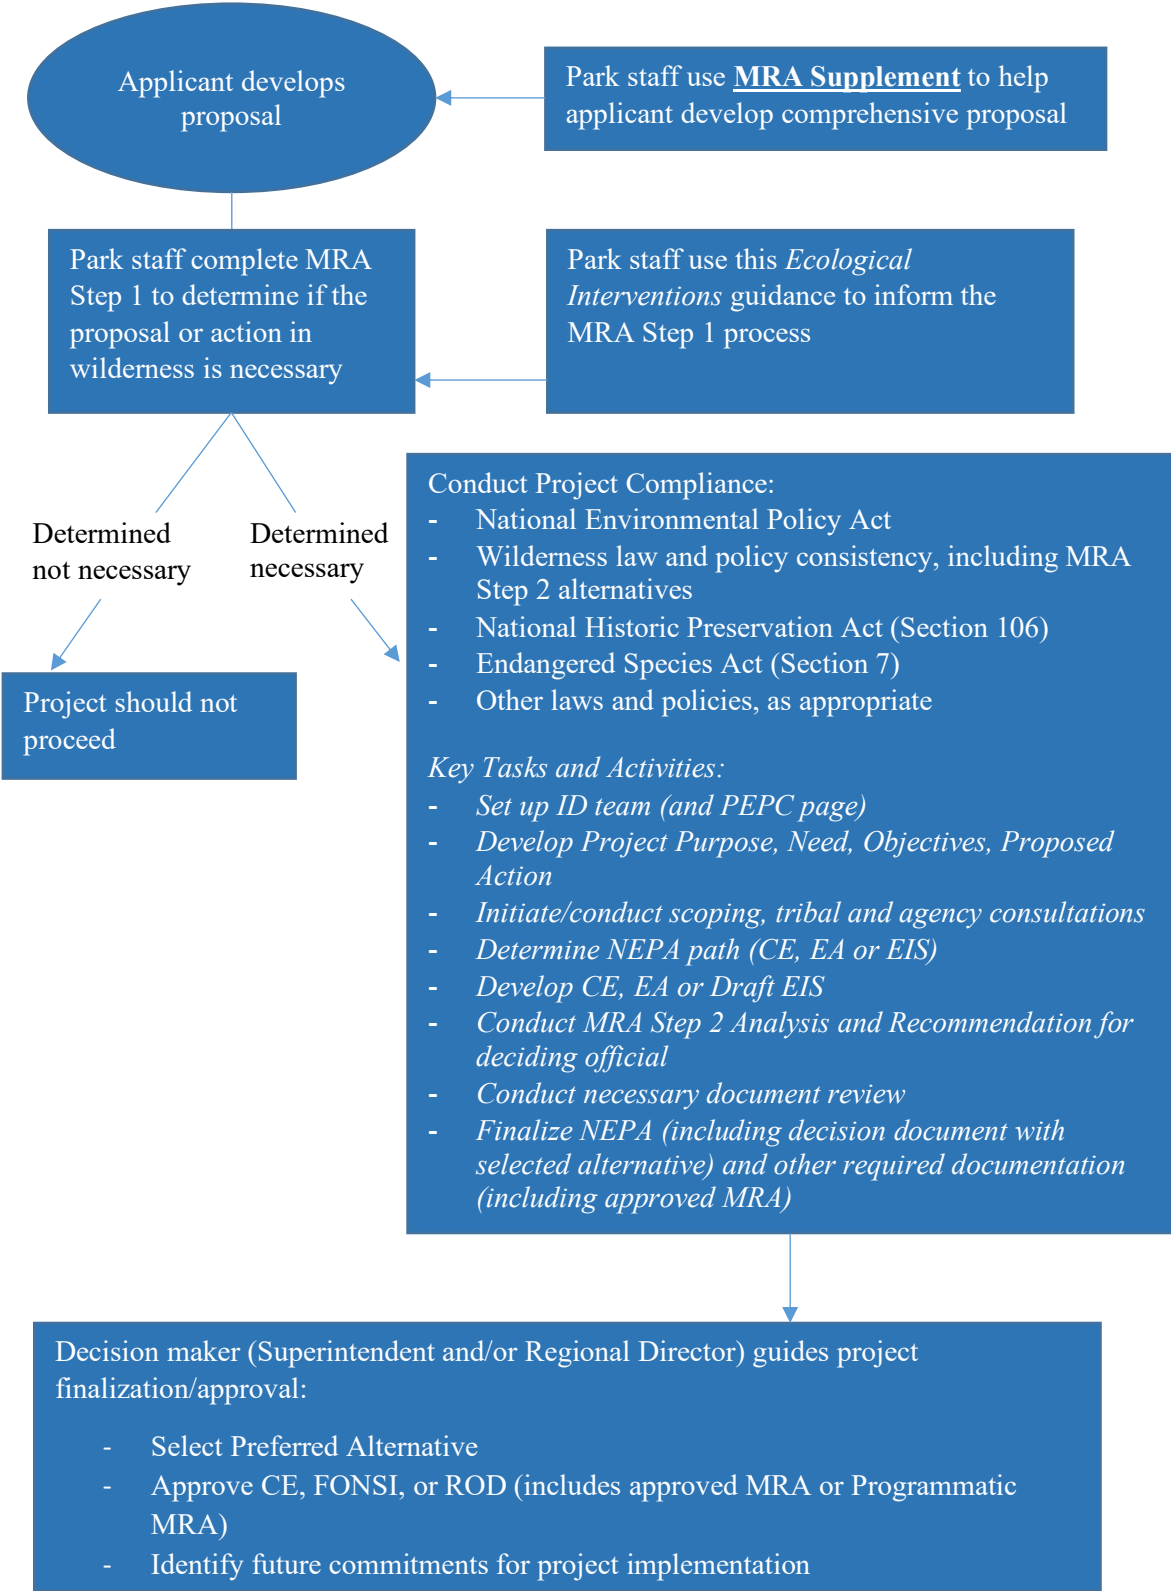 Applicant develops
proposal
Park staff use MRA Supplement to help
applicant develop comprehensive proposal
Park staff complete MRA
Step 1 to determine if the
proposal or action in
wilderness is necessary
Park staff use this Ecological
Interventions guidance to inform the
MRA Step 1 process
Determined
not necessary
Determined
necessary
Project should not
proceed
Conduct Project Compliance:
- National Environmental Policy Act
- Wilderness law and policy consistency, including MRA
Step 2 alternatives
- National Historic Preservation Act (Section 106)
- Endangered Species Act (Section 7)
- Other laws and policies, as appropriate
Key Tasks and Activities:
- Set up ID team (and PEPC page)
- Develop Project Purpose, Need, Objectives, Proposed
Action
- Initiate/conduct scoping, tribal and agency consultations
- Determine NEPA path (CE, EA or EIS)
- Develop CE, EA or Draft EIS
- Conduct MRA Step 2 Analysis and Recommendation for
deciding official
- Conduct necessary document review
- Finalize NEPA (including decision document with
selected alternative) and other required documentation
(including approved MRA)
Decision maker (Superintendent and/or Regional Director) guides project
finalization/approval:
- Select Preferred Alternative
- Approve CE, FONSI, or ROD (includes approved MRA or Programmatic
MRA)
- Identify future commitments for project implementation